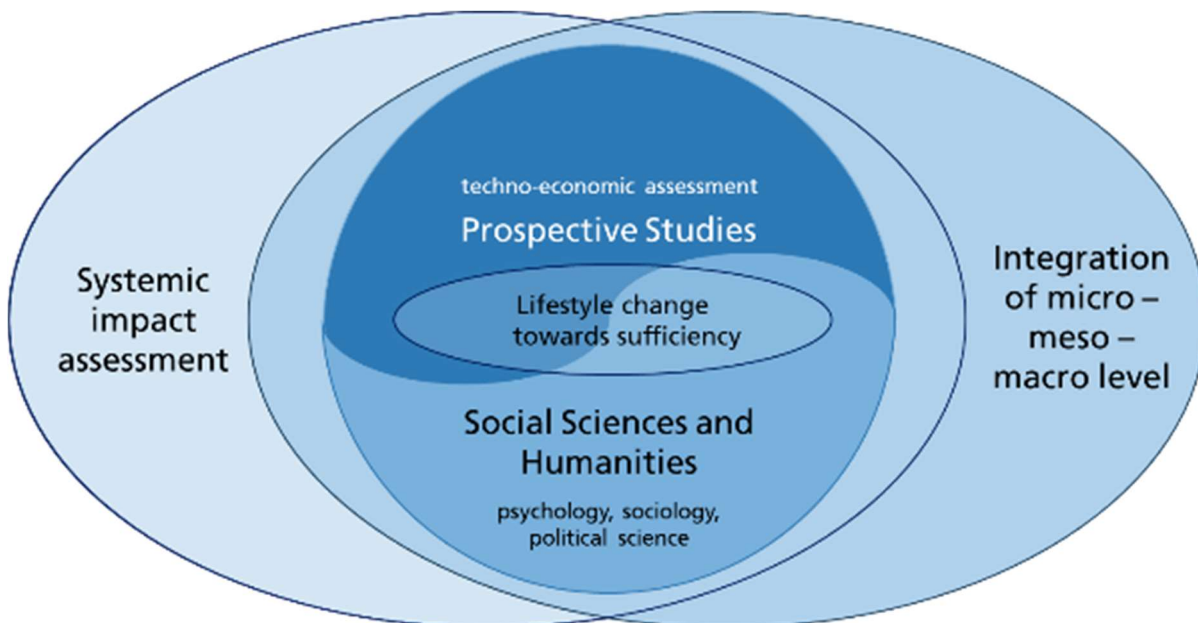 Systemic
impact
assessment
techno-economic assessment
Prospective Studies
Lifestyle change
towards sufficiency
Social Sciences and
Humanities
psychology, sociology,
political science
Integration
of micro –
meso –
macro level